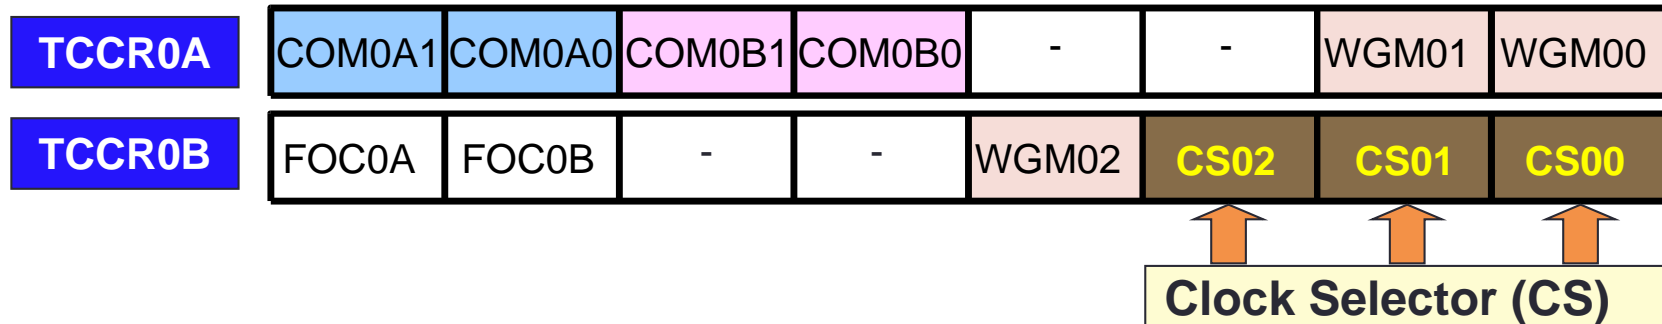 TCCR0A COM0A1 COM0A0 COM0B1 COM0B0 - - WGM01 WGM00
TCCR0B FOC0A FOC0B - - WGM02 CS02 CS01 CS00
Clock Selector (CS)